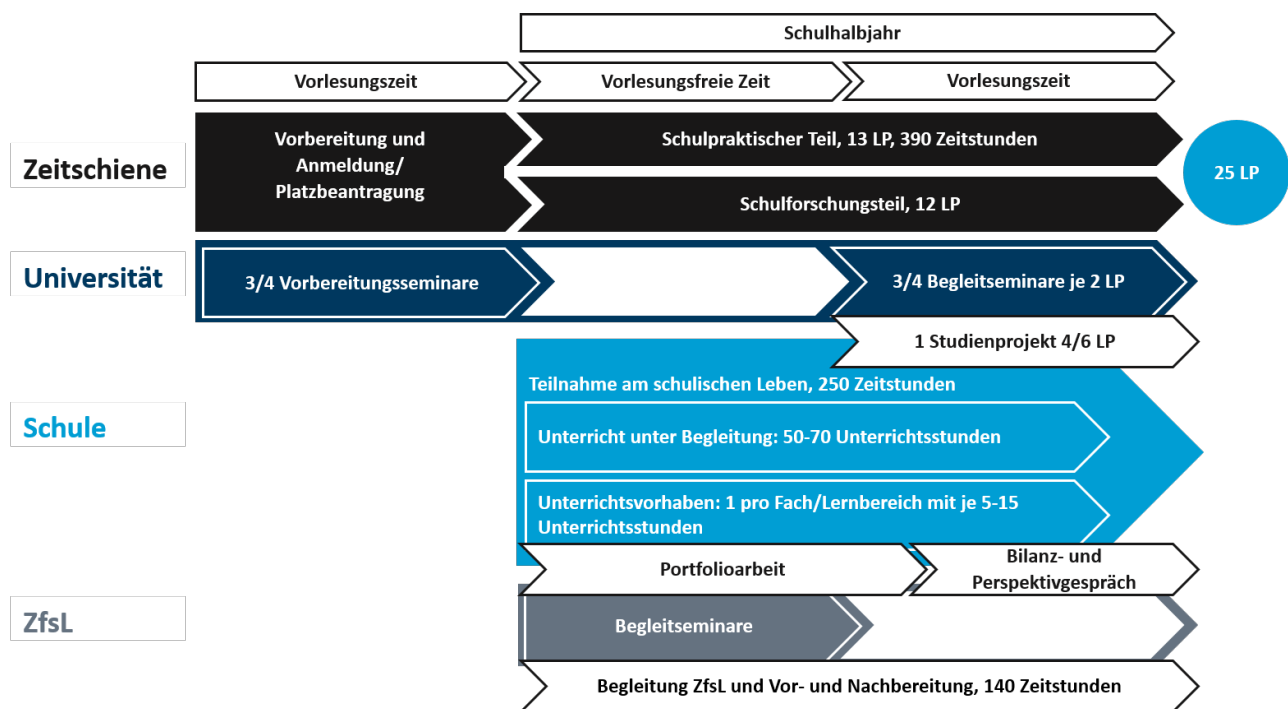 Schulhalbjahr
Vorlesungszeit
Vorlesungsfreie Zeit
Vorlesungszeit
Zeitschiene
Vorbereitung und
Anmeldung/
Platzbeantragung
Schulpraktischer Teil, 13 LP, 390 Zeitstunden
Schulforschungsteil, 12 LP
25 LP
Universität
3/4 Vorbereitungsseminare
3/4 Begleitseminare je 2 LP
1 Studienprojekt 4/6 LP
Schule
Teilnahme am schulischen Leben, 250 Zeitstunden
Unterricht unter Begleitung: 50-70 Unterrichtsstunden
Unterrichtsvorhaben: 1 pro Fach/Lernbereich mit je 5-15
Unterrichtsstunden
Portfolioarbeit
Bilanz- und
Perspektivgespräch
ZfsL
Begleitseminare
Begleitung ZfsL und Vor- und Nachbereitung, 140 Zeitstunden